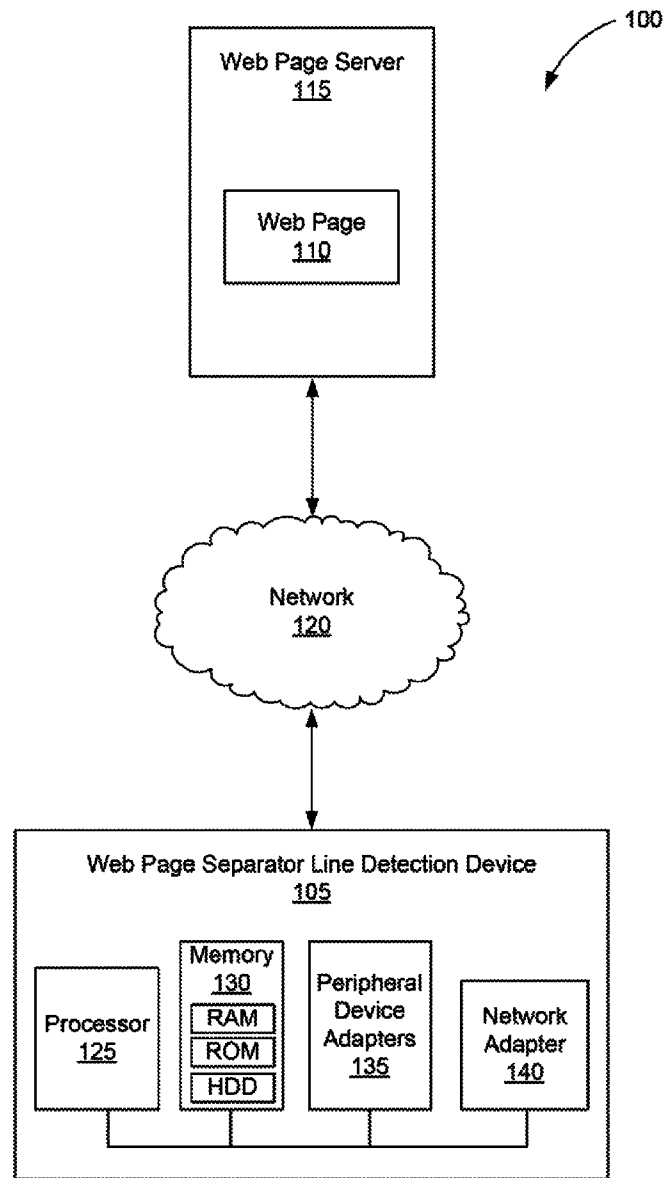 100
Web Page Server
115
Web Page
110
Network
120
Web Page Separator Line Detection Device
105
Processor
125
Memory
130
RAM
ROM
HDD
Peripheral
Device
Adapters
135
Network
Adapter
140